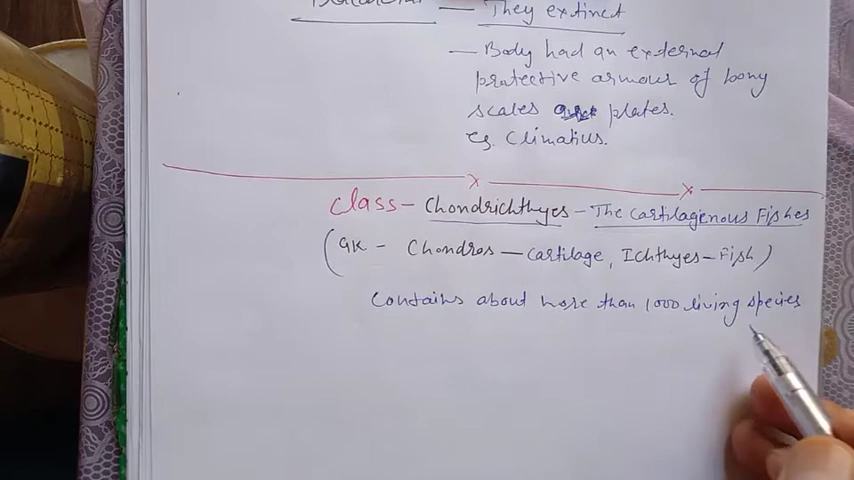 — They extinct
— Body had an external
protective armour of bony
scales plates.
eg. Climatius.
Class - Chondrichthyes - The cartilagenous Fishes
(GK - Chondros — cartilage, Ichthyes - Fish)
Contains about more than 1000 living species